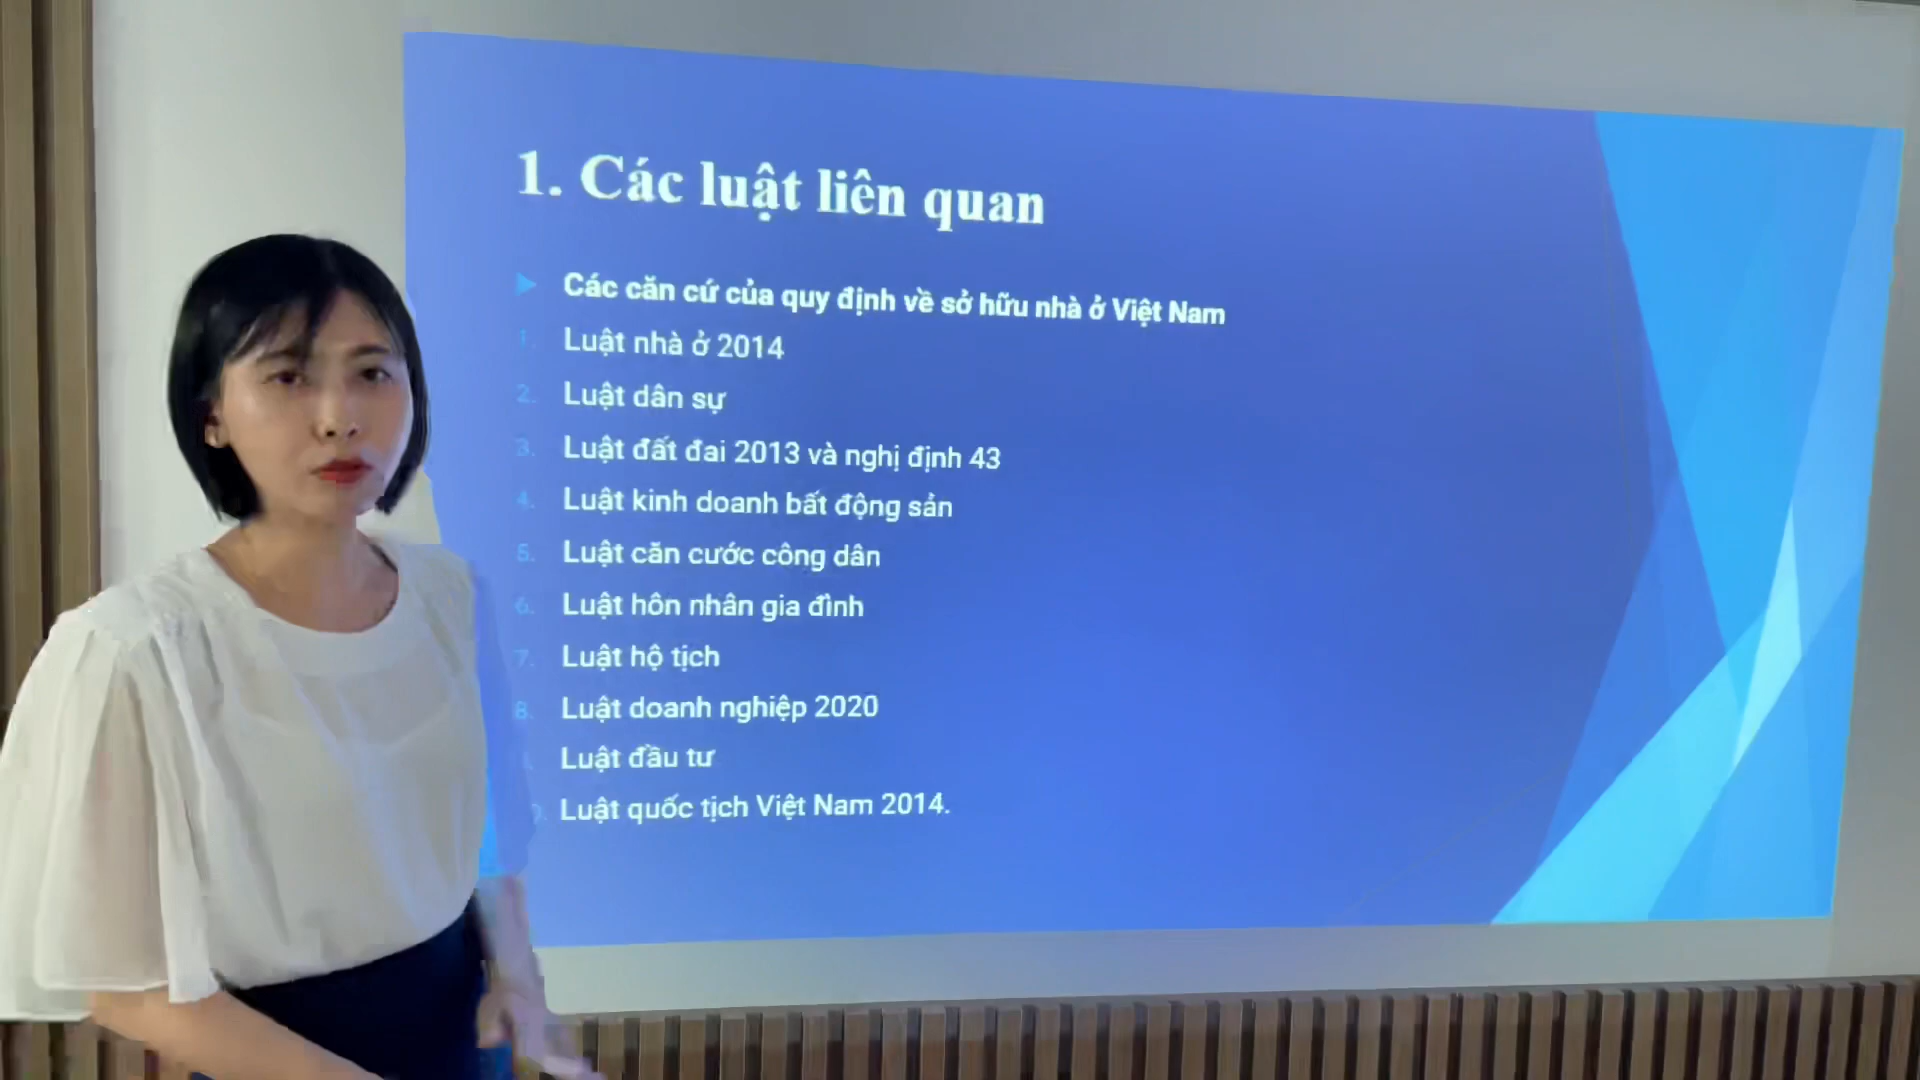 1. Các luật liên quan
Các căn cứ của quy định về sở hữu nhà ở Việt Nam
1. Luật nhà ở 2014
2. Luật dân sự
3. Luật đất đai 2013 và nghị định 43
4. Luật kinh doanh bất động sản
5. Luật căn cước công dân
6. Luật hôn nhân gia đình
7. Luật hộ tịch
8. Luật doanh nghiệp 2020
Luật đầu tư
Luật quốc tịch Việt Nam 2014.